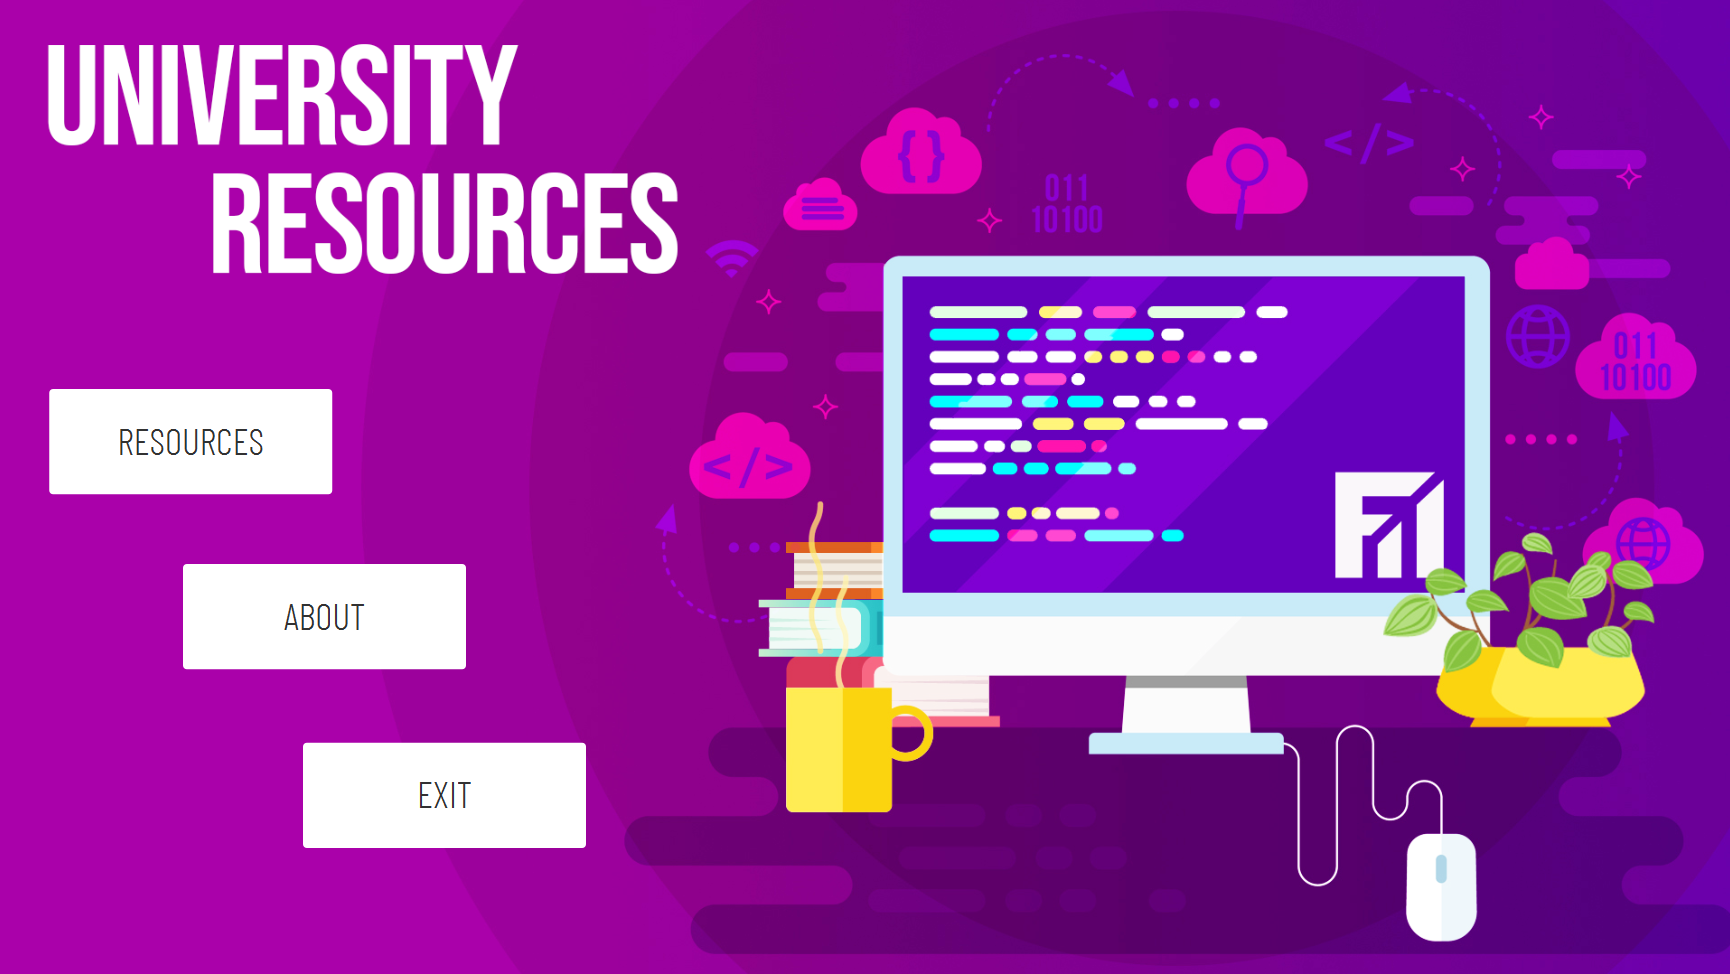 UNIVERSITY
RESOURCES
RESOURCES
ABOUT
EXIT
{ }
011
10100
</>
011
10100
</>